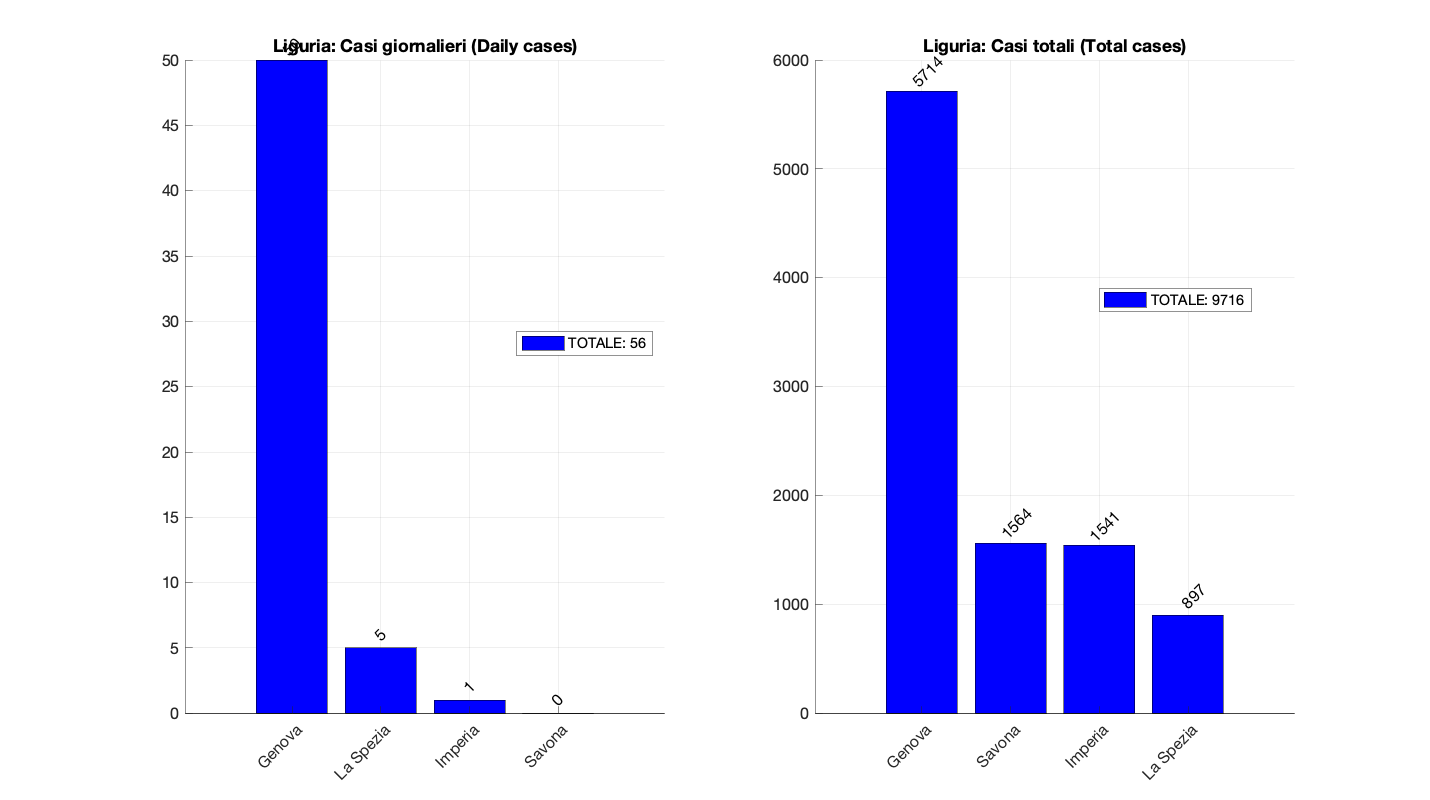 Liguria: Casi giornalieri (Daily cases)
50
50
45
40
35
30
25
20
15
10
5
0
5
1
0
TOTALE: 56
Genova
La Spezia
Imperia
Savona
Liguria: Casi totali (Total cases)
6000
5000
4000
3000
2000
1000
0
5714
1564
1541
897
TOTALE: 9716
Genova
Savona
Imperia
La Spezia